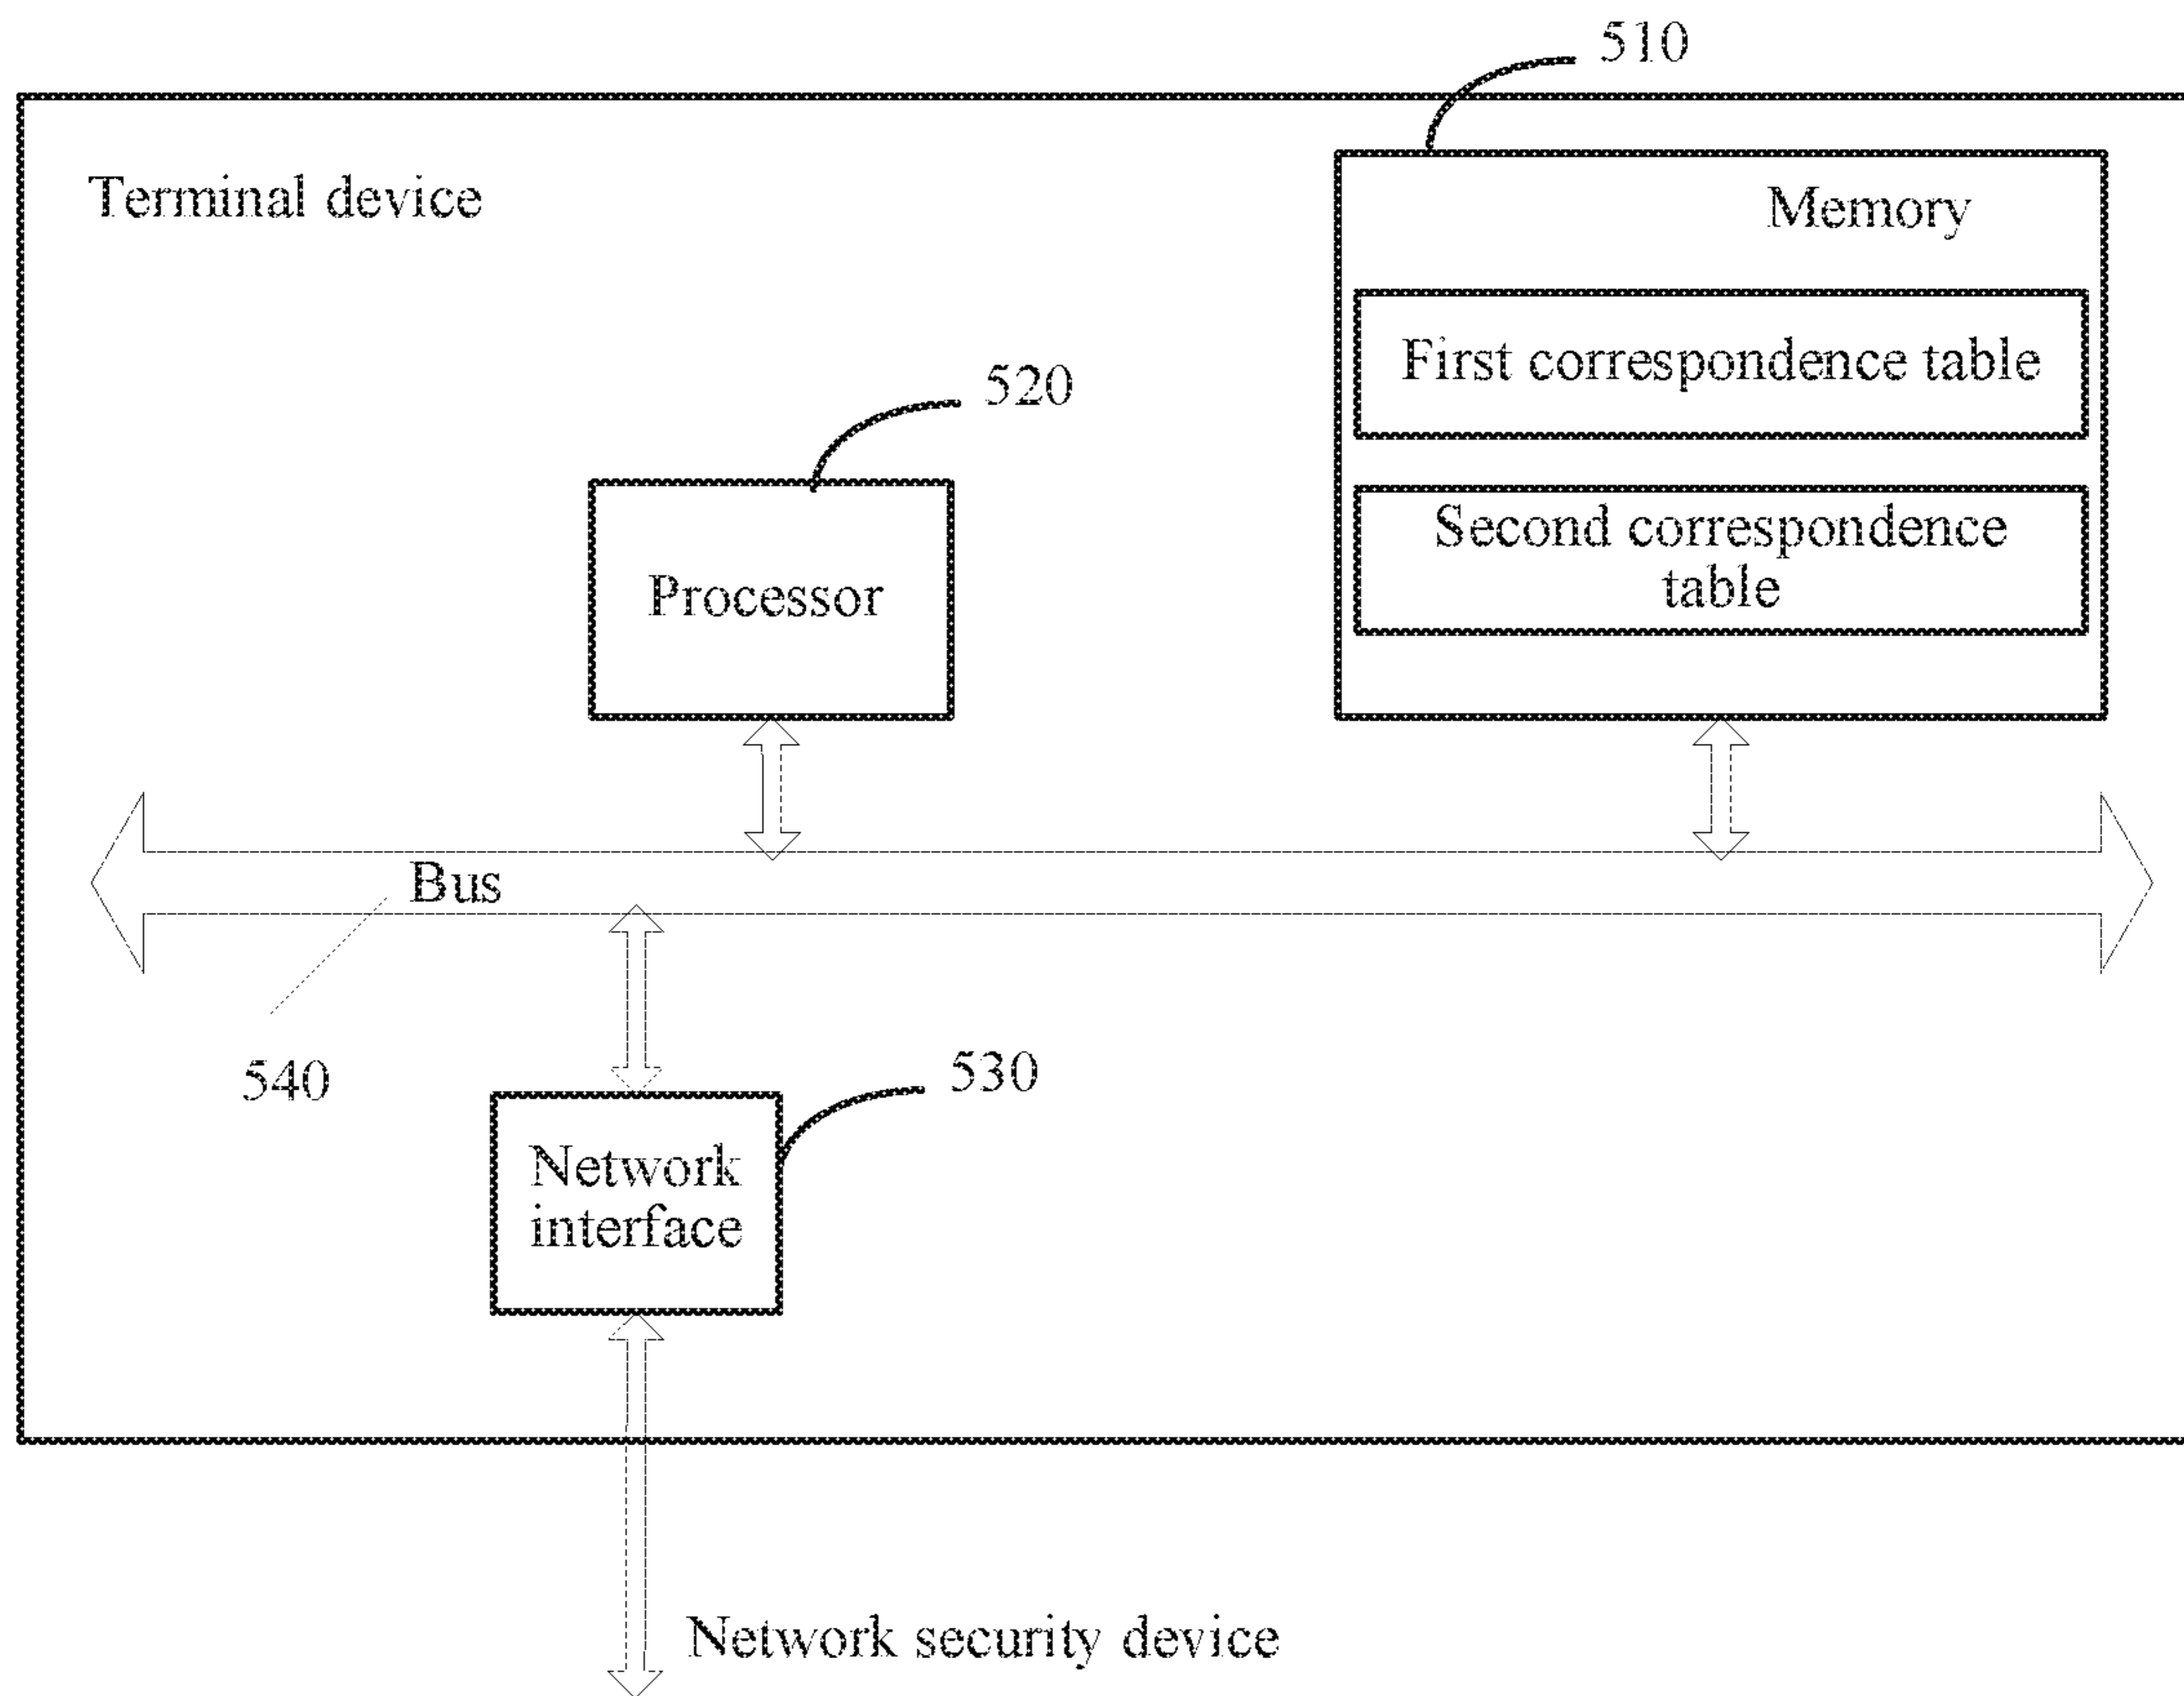 510
Terminal device
Memory
First correspondence table
520
Second correspondence
table
Processor
Bus
540
530
Network
interface
Network security device